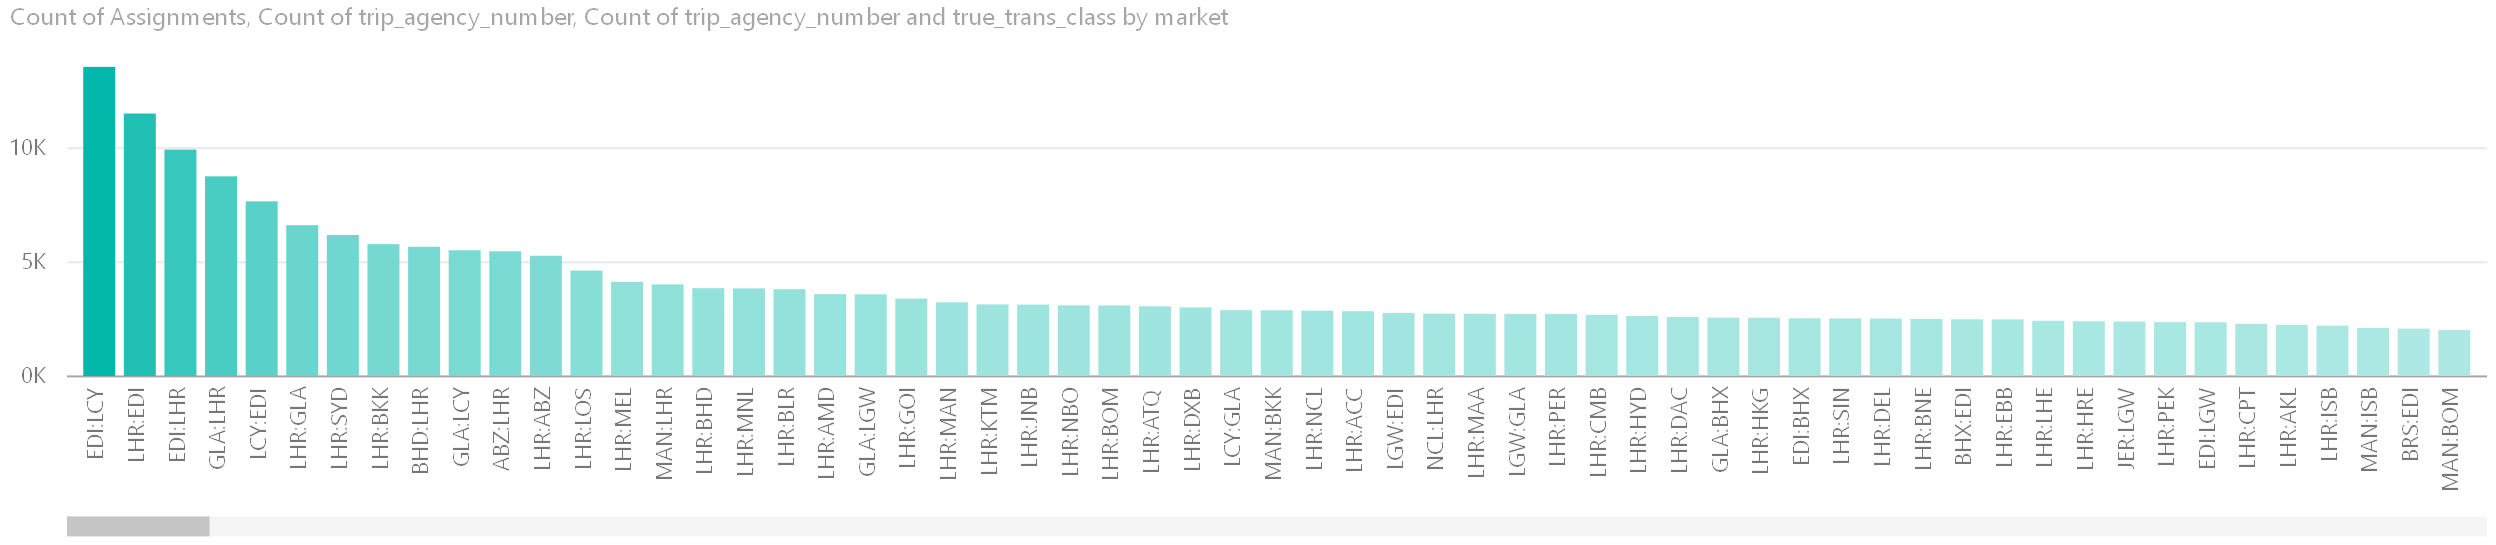 Count of Assignments, Count of trip_agency_number, Count of trip_agency_number and true_trans_class by market
10K
5K
0K
EDI:LCY
LHR:EDI
EDI:LHR
GLA:LHR
LCY:EDI
LHR:GLA
LHR:SYD
LHR:BKK
BHD:LHR
GLA:LCY
ABZ:LHR
LHR:ABZ
LHR:LOS
LHR:MEL
MAN:LHR
LHR:BHD
LHR:MNL
LHR:BLR
LHR:AMD
GLA:LGW
LHR:GOI
LHR:MAN
LHR:KTM
LHR:JNB
LHR:NBO
LHR:BOM
LHR:ATQ
LHR:DXB
LCY:GLA
MAN:BKK
LHR:NCL
LHR:ACC
LGW:EDI
NCL:LHR
LHR:MAA
LGW:GLA
LHR:PER
LHR:CMB
LHR:HYD
LHR:DAC
GLA:BHX
LHR:HKG
EDI:BHX
LHR:SIN
LHR:DEL
LHR:BNE
BHX:EDI
LHR:EBB
LHR:LHE
LHR:HRE
JER:LGW
LHR:PEK
EDI:LGW
LHR:CPT
LHR:AKL
LHR:ISB
MAN:ISB
BRS:EDI
MAN:BOM